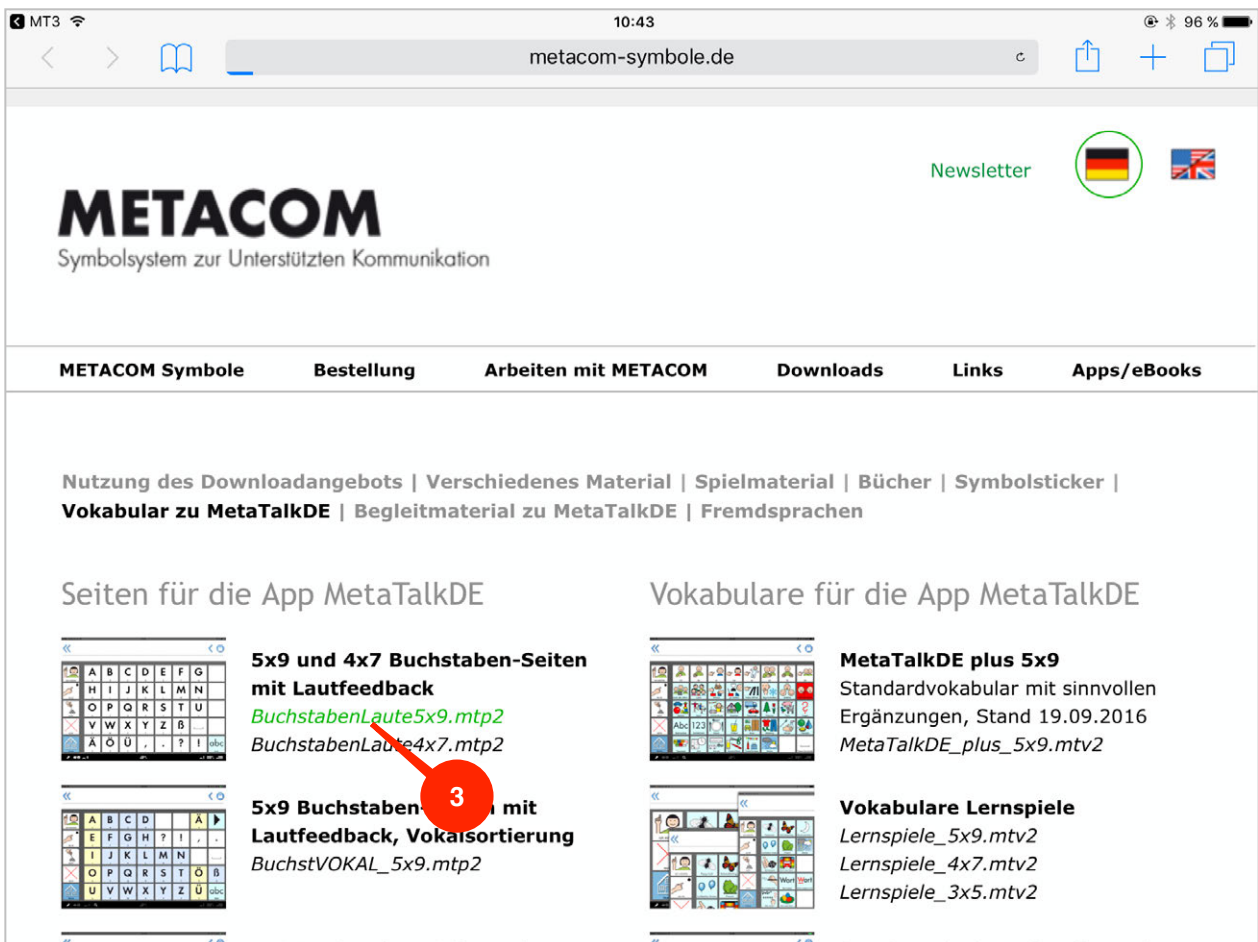 MT3
10:43
96 %
metacom-symbole.de
Newsletter
METACOM
Symbolsystem zur Unterstützten Kommunikation
METACOM Symbole Bestellung Arbeiten mit METACOM Downloads Links Apps/eBooks
Nutzung des Downloadangebots | Verschiedenes Material | Spielmaterial | Bücher | Symbolsticker |
Vokabular zu MetaTalkDE | Begleitmaterial zu MetaTalkDE | Fremdsprachen
Seiten für die App MetaTalkDE
A B C D E F G
H I J K L M N
O P Q R S T U
V W X Y Z ß
Ä Ö Ü , . ? ! abc
5x9 und 4x7 Buchstaben-Seiten
mit Lautfeedback
BuchstabenLaute5x9.mtp2
BuchstabenLaute4x7.mtp2
3
A B C D Ä
E F G H ? ! , .
I J K L M N
O P Q R S T Ö ß
U V W X Y Z Ü abc
5x9 Buchstaben- mit
Lautfeedback, Vokalsortierung
BuchstVOKAL_5x9.mtp2
Vokabulare für die App MetaTalkDE
Abc 123
MetaTalkDE plus 5x9
Standardvokabular mit sinnvollen
Ergänzungen, Stand 19.09.2016
MetaTalkDE_plus_5x9.mtv2
Vokabulare Lernspiele
Lernspiele_5x9.mtv2
Lernspiele_4x7.mtv2
Lernspiele_3x5.mtv2